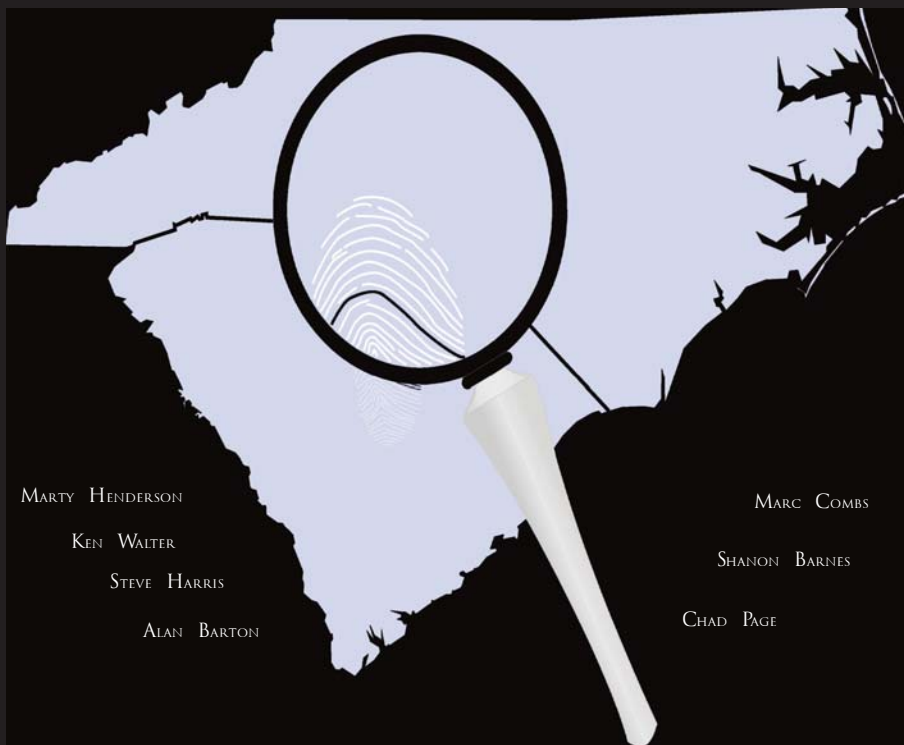 Marty Henderson
Ken Walter
Steve Harris
Alan Barton
Marc Combs
Shanon Barnes
Chad Page